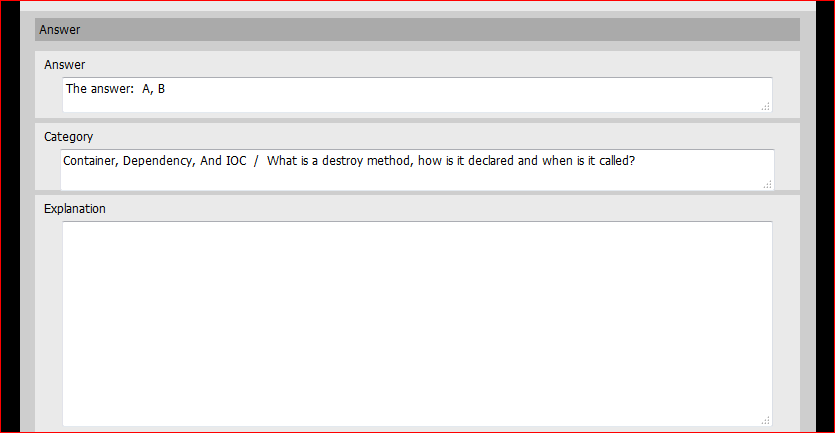 Answer
Answer
The answer:  A, B
Category
Container, Dependency, And IOC  /  What is a destroy method, how is it declared and when is it called?
Explanation